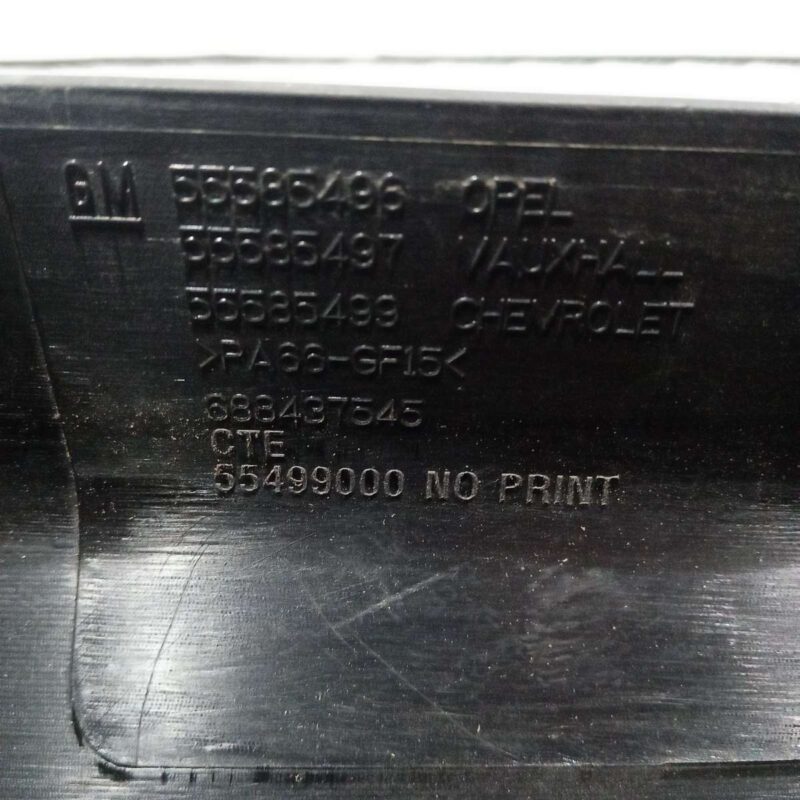 GM 55585496 OPEL
55585497 VAUXHALL
55585499 CHEVROLET
>PA66-GF15<
688437545
CTE
55499000 NO PRINT